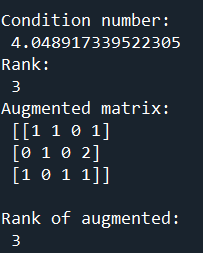 Condition number:
4.048917339522305
Rank:
3
Augmented matrix:
[[1 1 0 1]
[0 1 0 2]
[1 0 1 1]]
Rank of augmented:
3